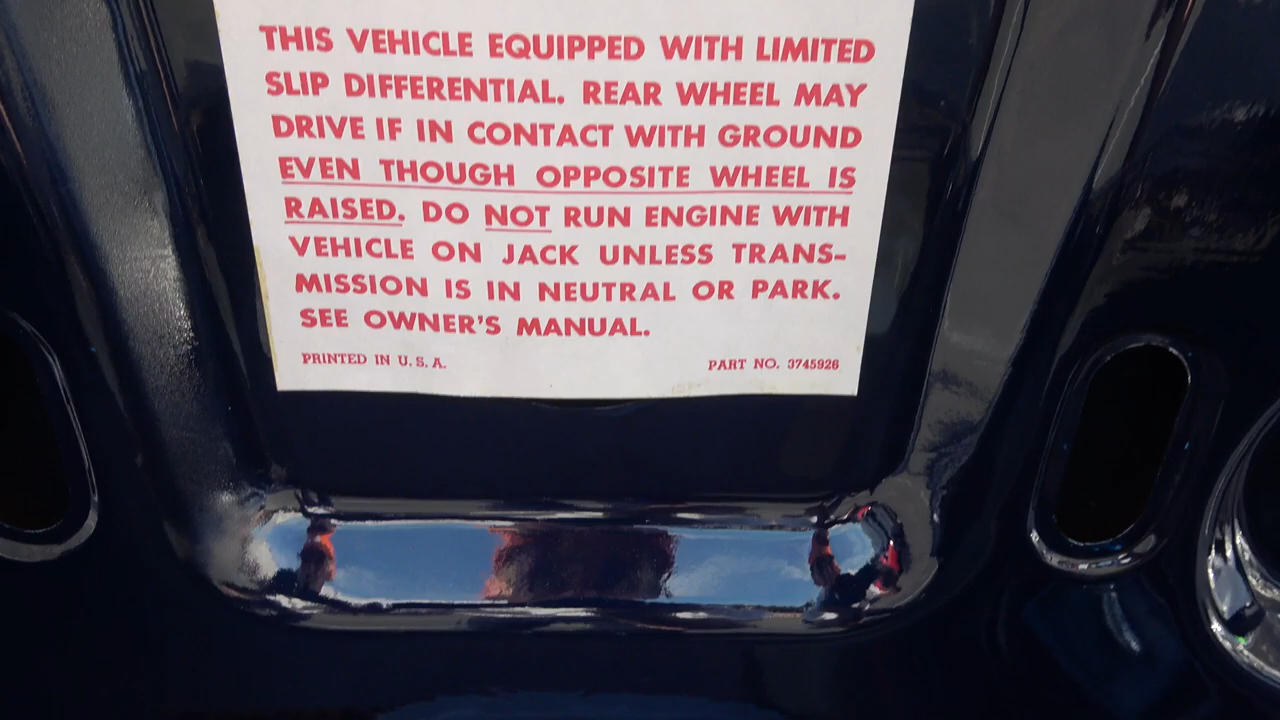 THIS VEHICLE EQUIPPED WITH LIMITED
SLIP DIFFERENTIAL. REAR WHEEL MAY
DRIVE IF IN CONTACT WITH GROUND
EVEN THOUGH OPPOSITE WHEEL IS
RAISED. DO NOT RUN ENGINE WITH
VEHICLE ON JACK UNLESS TRANS-
MISSION IS IN NEUTRAL OR PARK.
SEE OWNER'S MANUAL.
PRINTED IN U. S. A. PART NO. 3745926